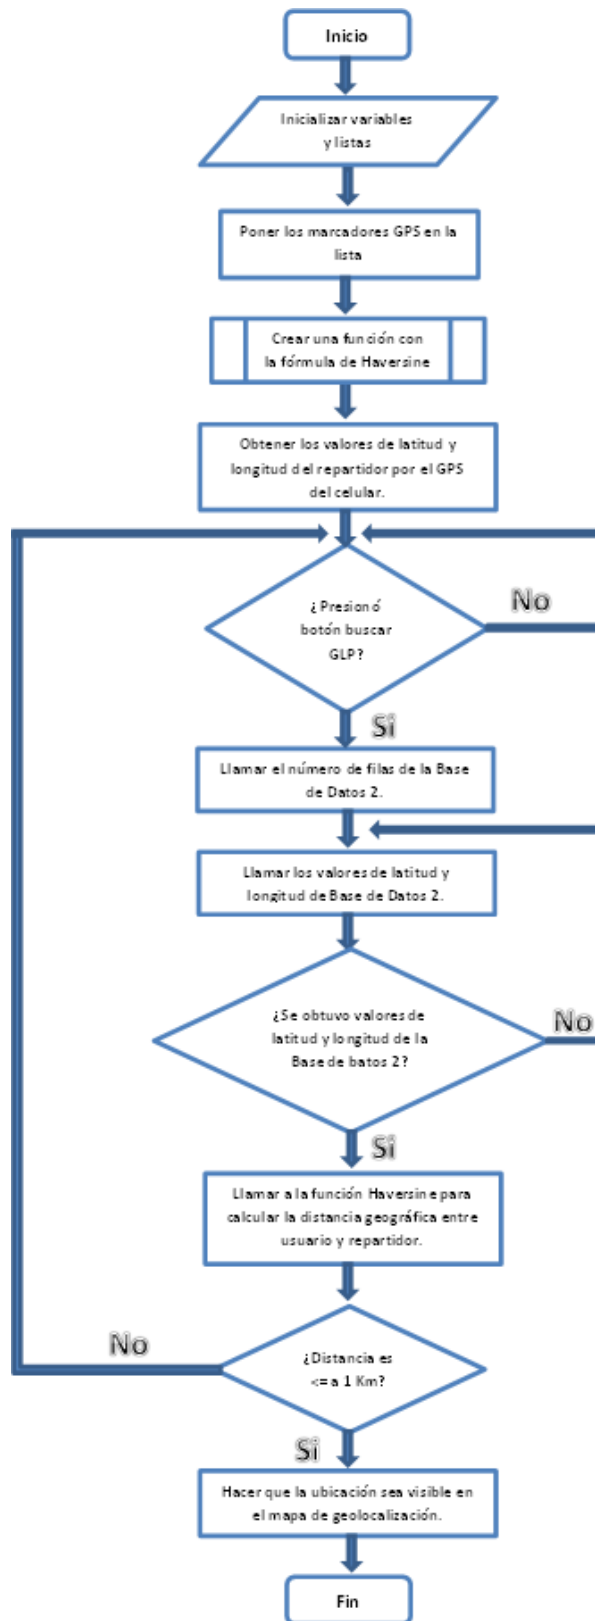 Inicio
Inicializar variables
y listas
Poner los marcadores GPS en la
lista
Crear una función con
la fórmula de Haversine
Obtener los valores de latitud y
longitud del repartidor por el GPS
del celular.
¿Presionó
botón buscar
GLP?
No
Si
Llamar el número de filas de la Base
de Datos 2.
Llamar los valores de latitud y
longitud de Base de Datos 2.
¿Se obtuvo valores de
latitud y longitud de la
Base de batos 2?
No
Si
Llamar a la función Haversine para
calcular la distancia geográfica entre
usuario y repartidor.
No
¿Distancia es
<= a 1 Km?
Si
Hacer que la ubicación sea visible en
el mapa de geolocalización.
Fin